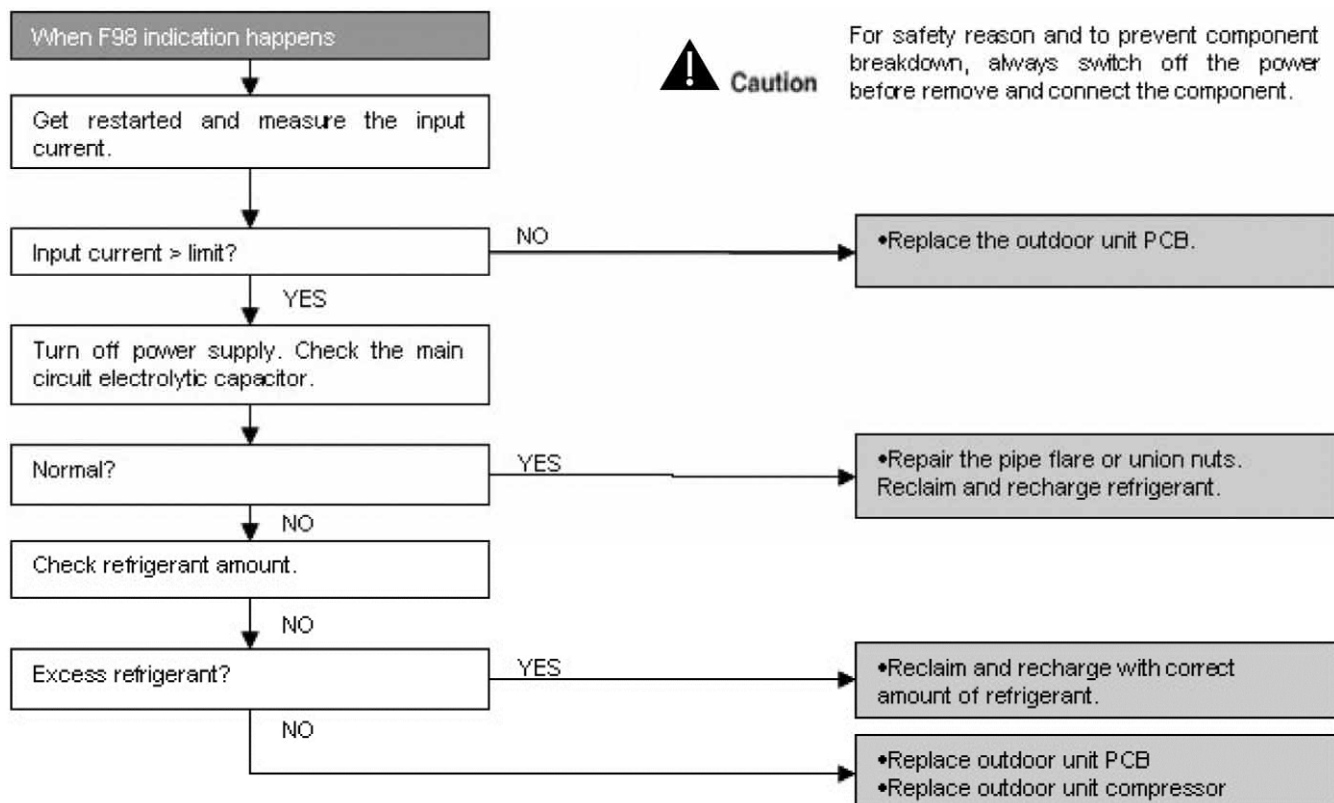 When F98 indication happens
Caution
For safety reason and to prevent component
breakdown, always switch off the power
before remove and connect the component.
Get restarted and measure the input
current.
Input current > limit?
NO
•Replace the outdoor unit PCB.
YES
Turn off power supply. Check the main
circuit electrolytic capacitor.
Normal?
YES
•Repair the pipe flare or union nuts.
Reclaim and recharge refrigerant.
NO
Check refrigerant amount.
NO
Excess refrigerant?
YES
•Reclaim and recharge with correct
amount of refrigerant.
NO
•Replace outdoor unit PCB
•Replace outdoor unit compressor